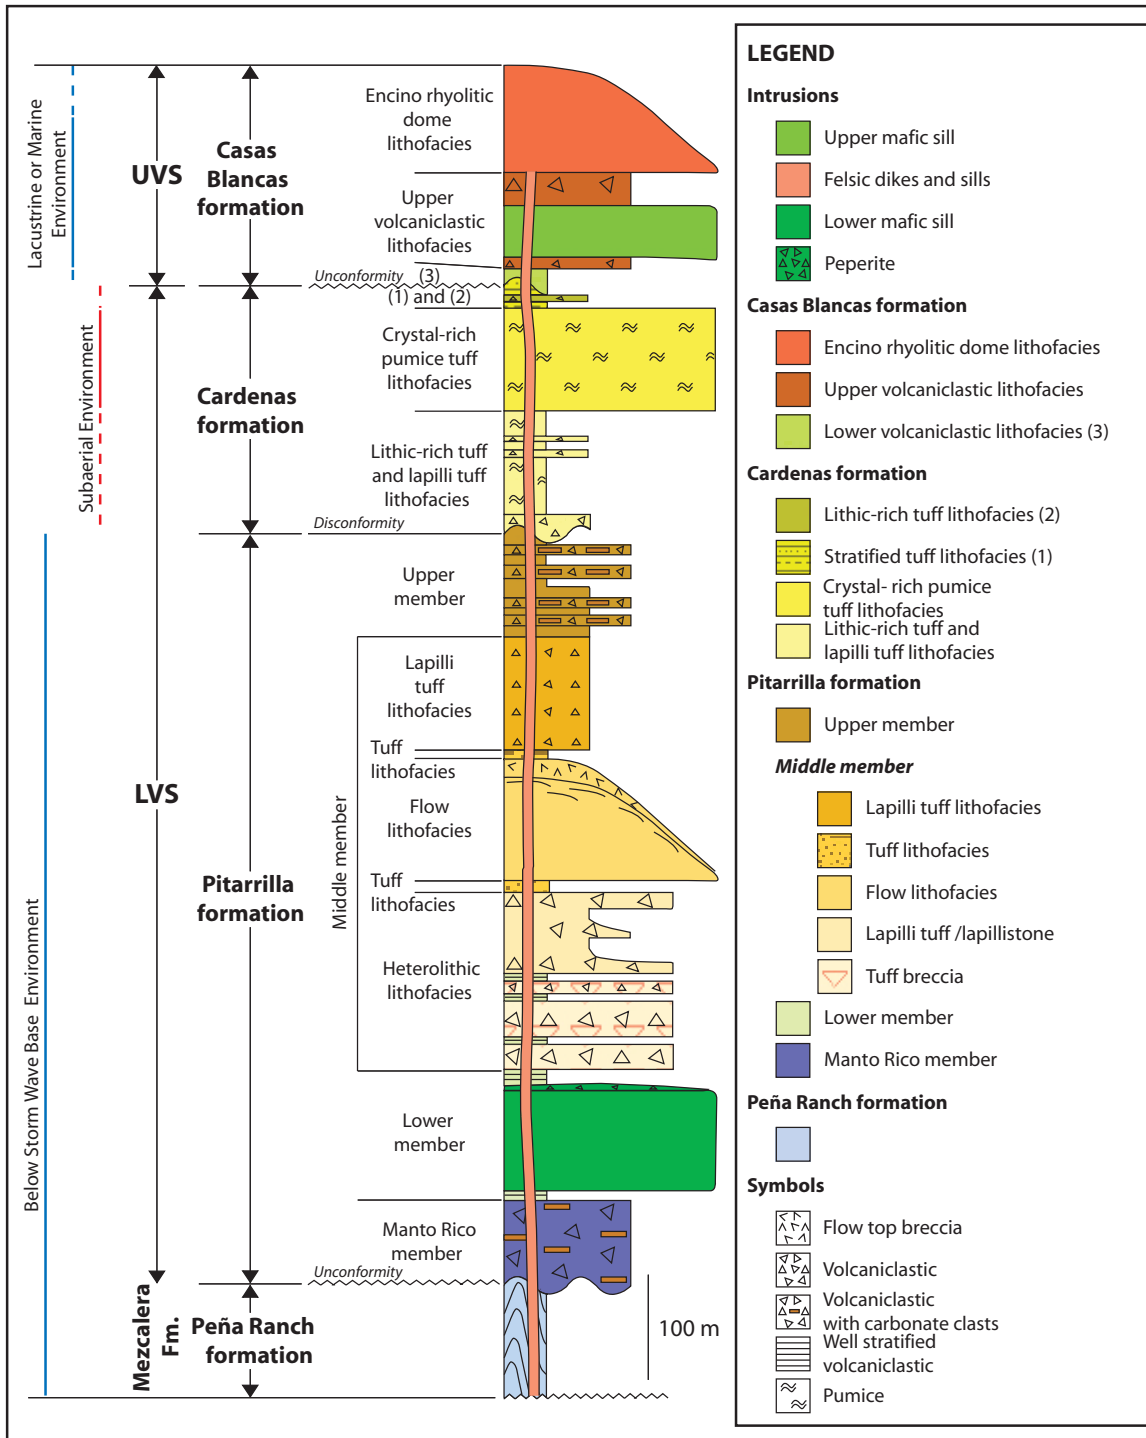 Lacustrine or Marine
Environment
Subaerial Environment
Below Storm Wave Base Environment
UVS
LVS
Mezcalera
Fm.
Casas
Blancas
formation
Cardenas
formation
Pitarrilla
formation
Peña Ranch
formation
Encino rhyolitic
dome
lithofacies
Upper
volcaniclastic
lithofacies
Unconformity (3)
(1) and (2)
Crystal-rich
pumice tuff
lithofacies
Lithic-rich tuff
and lapilli tuff
lithofacies
Disconformity
Upper
member
Middle member
Lapilli
tuff
lithofacies
Tuff
lithofacies
Flow
lithofacies
Tuff
lithofacies
Heterolithic
lithofacies
Lower
member
Manto Rico
member
Unconformity
100 m
LEGEND
Intrusions
Upper mafic sill
Felsic dikes and sills
Lower mafic sill
Peperite
Casas Blancas formation
Encino rhyolitic dome lithofacies
Upper volcaniclastic lithofacies
Lower volcaniclastic lithofacies (3)
Cardenas formation
Lithic-rich tuff lithofacies (2)
Stratified tuff lithofacies (1)
Crystal- rich pumice
tuff lithofacies
Lithic-rich tuff and
lapilli tuff lithofacies
Pitarrilla formation
Upper member
Middle member
Lapilli tuff lithofacies
Tuff lithofacies
Flow lithofacies
Lapilli tuff /lapillistone
Tuff breccia
Lower member
Manto Rico member
Peña Ranch formation
Symbols
Flow top breccia
Volcaniclastic
Volcaniclastic
with carbonate clasts
Well stratified
volcaniclastic
Pumice